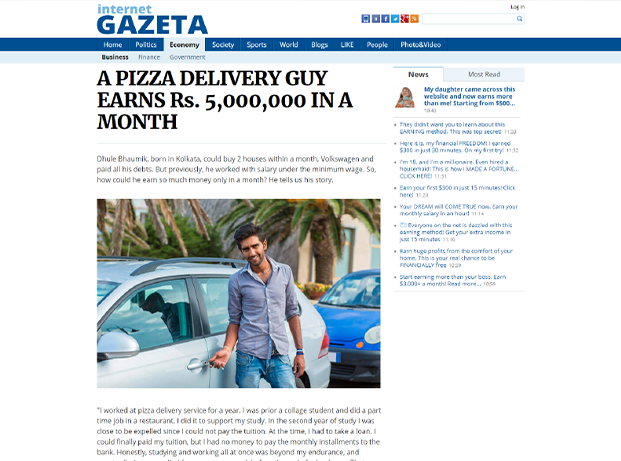 internet
GAZETA
Log in
Home Politics Economy Society Sports World Blogs LIKE People Photo&Video
Business Finance Government
A PIZZA DELIVERY GUY
EARNS Rs. 5,000,000 IN A
MONTH
Dhule Bhaumik, born in Kolkata, could buy 2 houses within a month, Volkswagen and
paid all his debts. But previously, he worked with salary under the minimum wage. So,
how could he earn so much money only in a month? He tells us his story.
"I worked at pizza delivery service for a year. I was prior a collage student and did a part
time job in a restaurant. I did it to support my study. In the second year of study I was
close to be expelled since I could not pay the tuition. At the time, I had to take a loan. I
could finally paid my tuition, but I had no money to pay the monthly installments to the
bank. Honestly, studying and working all at once was beyond my endurance, and
News Most Read
My daughter came across this
website and now earns more
than me! Starting from $500...
10:43
They didn't want you to learn about this
EARNING method. This was top secret! 11:33
Here it is, my financial FREEDOM! I earned
$300 in just 30 minutes. On my first try! 11:32
I'm 18, and I'm a millionaire. Even hired a
household! This is how I MADE A FORTUNE...
CLICK HERE! 11:31
Earn your first $300 in just 15 minutes! Click
here! 11:23
Your DREAM will COME TRUE now. Earn your
monthly salary in an hour! 11:14
Everyone on the net is dazzled with this
earning method! Get your extra income in
just 15 minutes 11:10
Earn huge profits from the comfort of your
home. This is your real chance to be
FINANCIALLY free 10:59
Start earning more than your boss. Earn
$3,000+ a month! Read more... 10:55